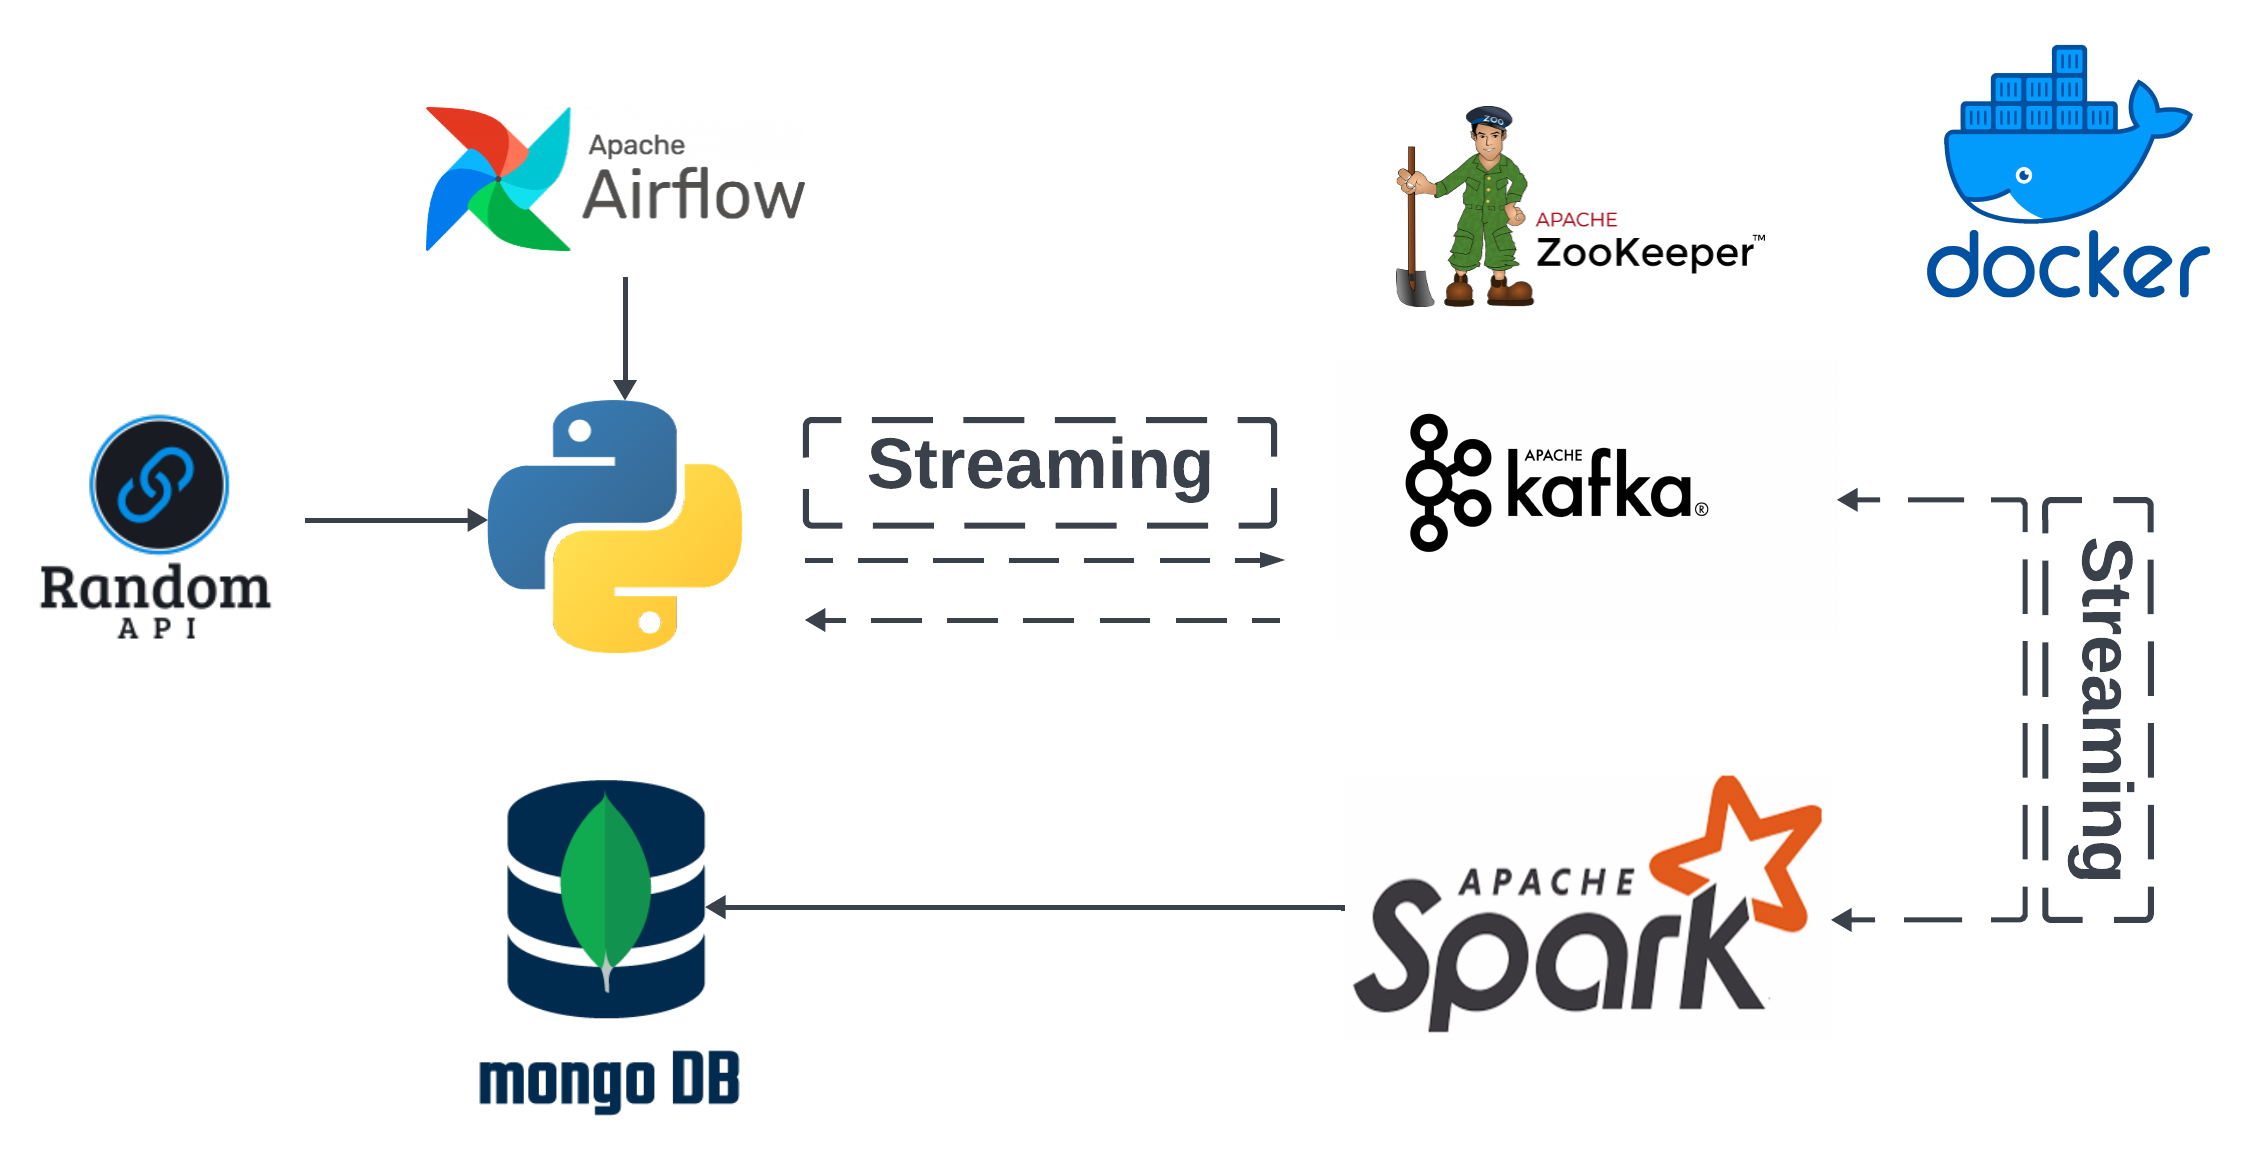 Apache
Airflow
ZOO
APACHE
ZooKeeper™
docker
Random
API
Streaming
APACHE
kafka®
Streaming
mongo DB
APACHE
Spark